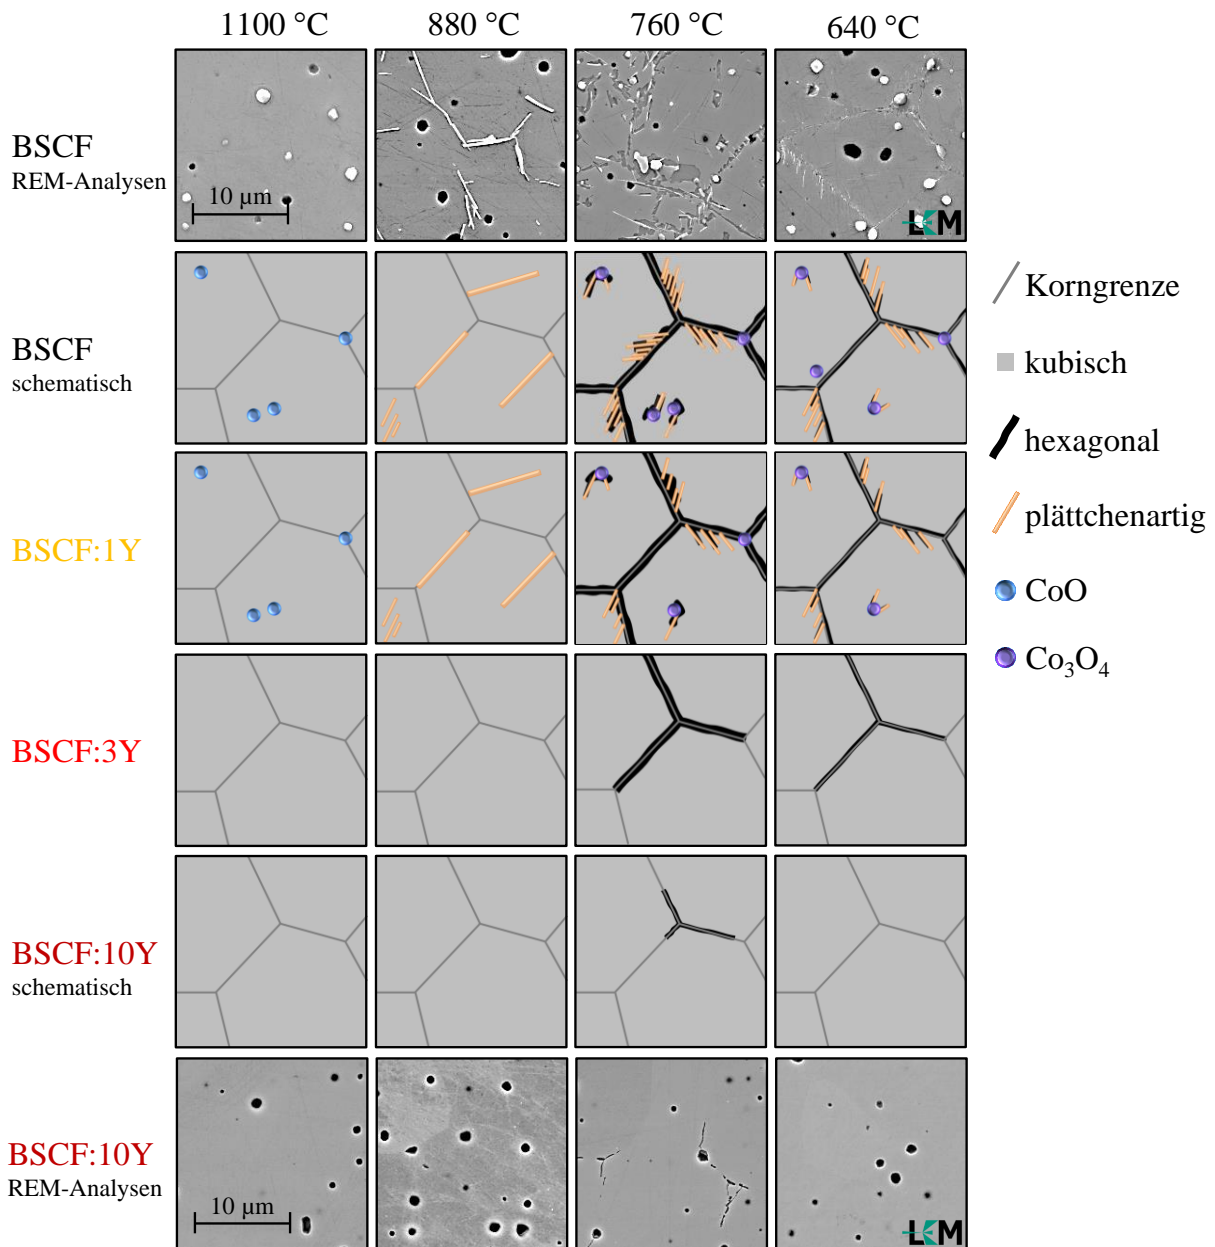 1100 °C 880 °C 760 °C 640 °C
BSCF
REM-Analysen
10 µm
LEM
BSCF
schematisch
Korngrenze
kubisch
hexagonal
plättchenartig
CoO
Co₃O₄
BSCF:1Y
BSCF:3Y
BSCF:10Y
schematisch
BSCF:10Y
REM-Analysen
10 µm
LEM